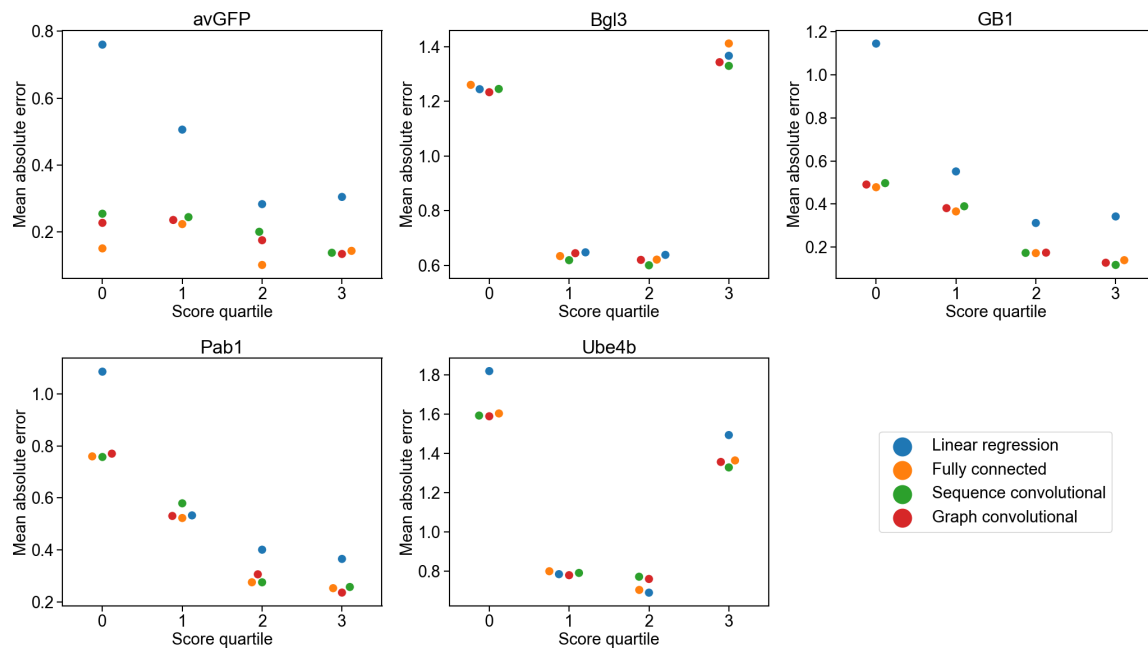 avGFP
Mean absolute error
0.8
0.6
0.4
0.2
0
1
2
3
Score quartile
Bgl3
Mean absolute error
1.4
1.2
1.0
0.8
0.6
0
1
2
3
Score quartile
GB1
Mean absolute error
1.2
1.0
0.8
0.6
0.4
0.2
0
1
2
3
Score quartile
Pab1
Mean absolute error
1.0
0.8
0.6
0.4
0.2
0
1
2
3
Score quartile
Ube4b
Mean absolute error
1.8
1.6
1.4
1.2
1.0
0.8
0
1
2
3
Score quartile
Linear regression
Fully connected
Sequence convolutional
Graph convolutional